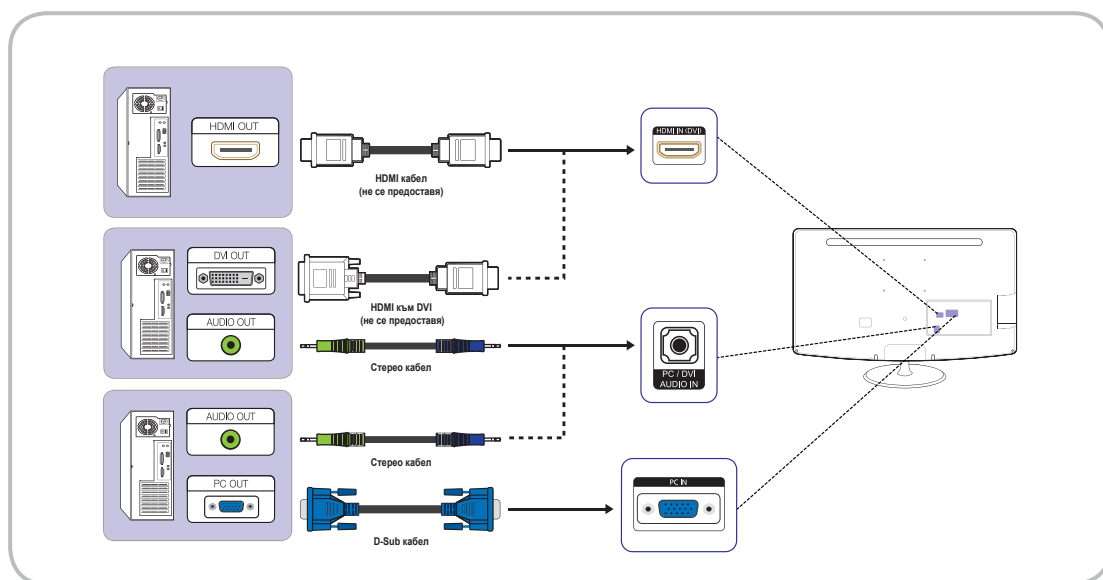 HDMI OUT
HDMI IN (DVI)
HDMI кабел
(не се предоставя)
DVI OUT
HDMI към DVI
(не се предоставя)
AUDIO OUT
Стерео кабел
PC / DVI
AUDIO IN
AUDIO OUT
Стерео кабел
PC OUT
PC IN
D-Sub кабел